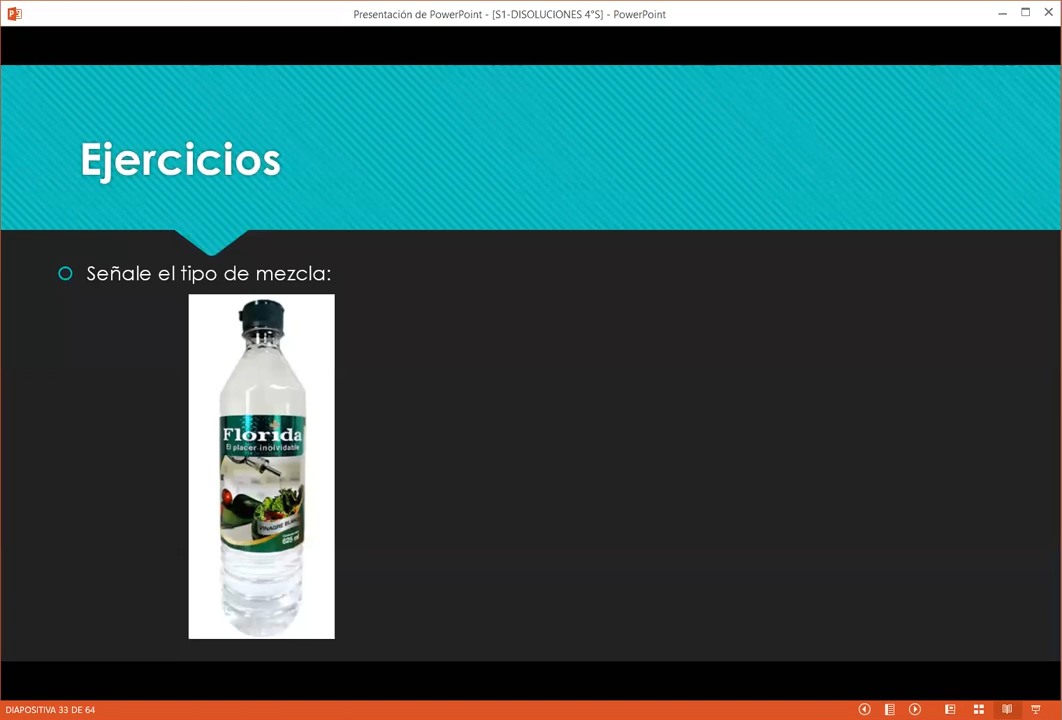 Presentación de PowerPoint - [S1-DISOLUCIONES 4°S] - PowerPoint
Ejercicios
Señale el tipo de mezcla:
Florida
El placer inolvidable
VINAGRE BLANCO
625 ml
DIAPOSITIVA 33 DE 64